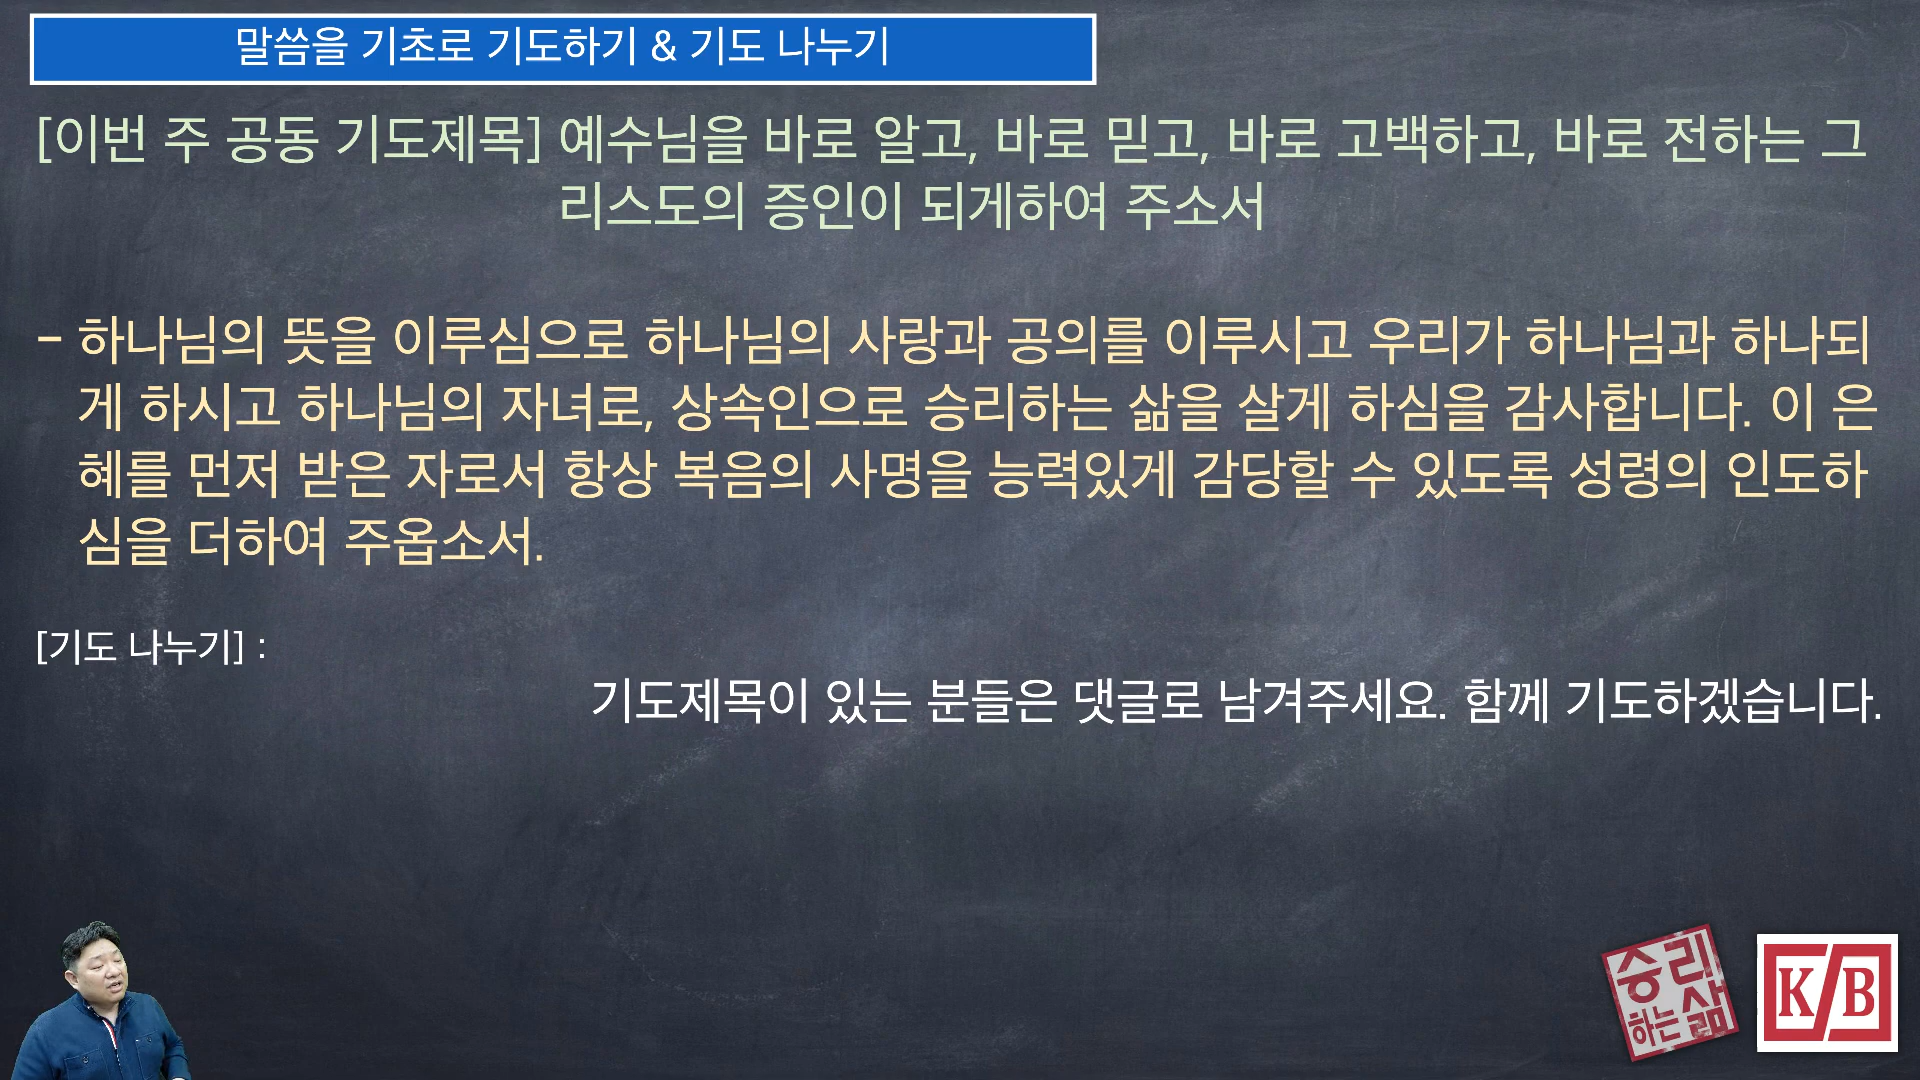 말씀을 기초로 기도하기 & 기도 나누기
[이번 주 공동 기도제목] 예수님을 바로 알고, 바로 믿고, 바로 고백하고, 바로 전하는 그
리스도의 증인이 되게하여 주소서
- 하나님의 뜻을 이루심으로 하나님의 사랑과 공의를 이루시고 우리가 하나님과 하나되
게 하시고 하나님의 자녀로, 상속인으로 승리하는 삶을 살게 하심을 감사합니다. 이 은
혜를 먼저 받은 자로서 항상 복음의 사명을 능력있게 감당할 수 있도록 성령의 인도하
심을 더하여 주옵소서.
[기도 나누기] :
기도제목이 있는 분들은 댓글로 남겨주세요. 함께 기도하겠습니다.
승리
하는 삶
K/B